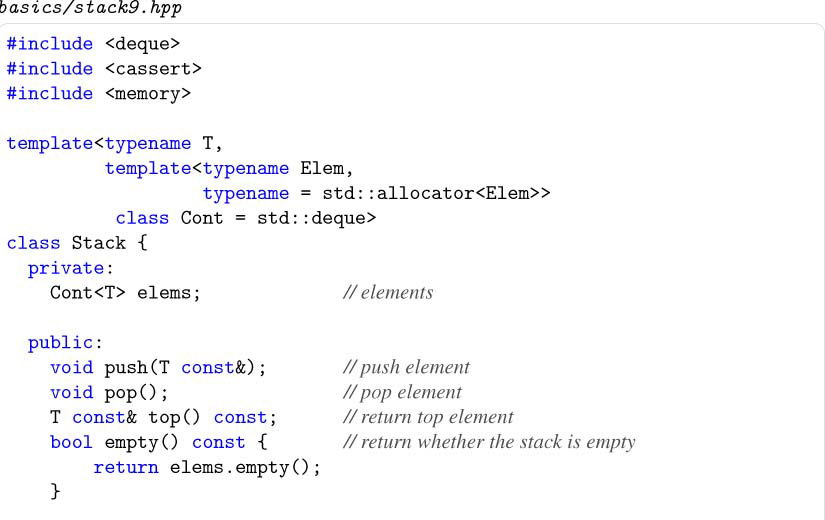 basics/stack9.hpp
#include <deque>
#include <cassert>
#include <memory>
template<typename T,
template<typename Elem,
typename = std::allocator<Elem>>
class Cont = std::deque>
class Stack {
private:
Cont<T> elems; // elements
public:
void push(T const&); // push element
void pop(); // pop element
T const& top() const; // return top element
bool empty() const { // return whether the stack is empty
return elems.empty();
}